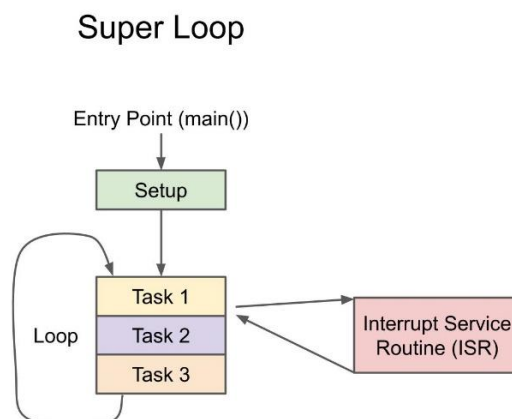 Super Loop
Entry Point (main())
Setup
Task 1
Loop
Task 2
Task 3
Interrupt Service
Routine (ISR)